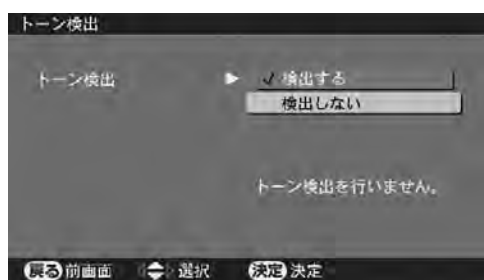 トーン検出
トーン検出 ▶ ✓ 検出する
検出しない
トーン検出を行いません。
戻る 前画面 選択 決定 決定